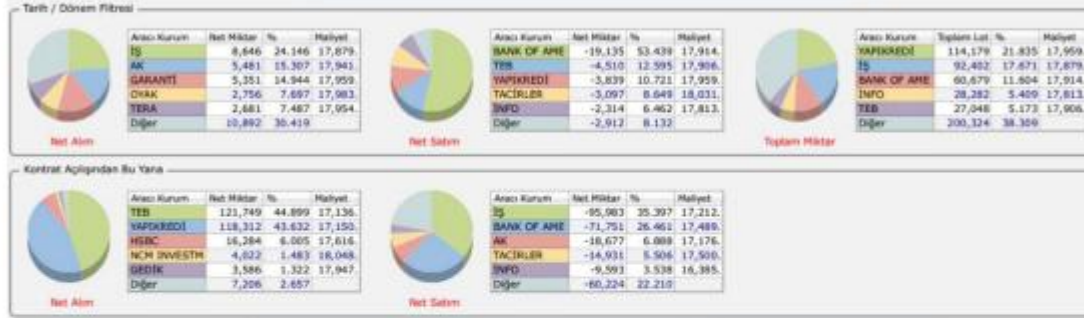 Tarih / Dönem Filtresi
Aracı Kurum Net Miktar % Maliyet
İŞ 8,646 24.146 17,879.
AK 5,481 15.307 17,941.
GARANTİ 5,351 14.944 17,959.
OYAK 2,756 7.697 17,983.
TERA 2,681 7.487 17,954.
Diğer 10,892 30.419
Net Alım
Aracı Kurum Net Miktar % Maliyet
BANK OF AME -19,135 53.439 17,914.
TEB -4,510 12.595 17,906.
YAPIKREDİ -3,839 10.721 17,959.
TACİRLER -3,097 8.649 18,031.
İNFO -2,314 6.462 17,813.
Diğer -2,912 8.132
Net Satım
Aracı Kurum Toplam Lot % Maliyet
YAPIKREDİ 114,179 21.835 17,959.
İŞ 92,402 17.671 17,879.
BANK OF AME 60,679 11.604 17,914.
İNFO 28,282 5.409 17,813.
TEB 27,048 5.173 17,906.
Diğer 200,324 38.309
Toplam Miktar
Kontrat Açılışından Bu Yana
Aracı Kurum Net Miktar % Maliyet
TEB 121,749 44.899 17,136.
YAPIKREDİ 118,312 43.632 17,150.
HSBC 16,284 6.005 17,616.
NCM INVESTM 4,022 1.483 18,048.
GEDİK 3,586 1.322 17,947.
Diğer 7,206 2.657
Net Alım
Aracı Kurum Net Miktar % Maliyet
İŞ -95,983 35.397 17,212.
BANK OF AME -71,751 26.461 17,489.
AK -18,677 6.888 17,176.
TACİRLER -14,931 5.506 17,500.
İNFO -9,593 3.538 16,385.
Diğer -60,224 22.210
Net Satım